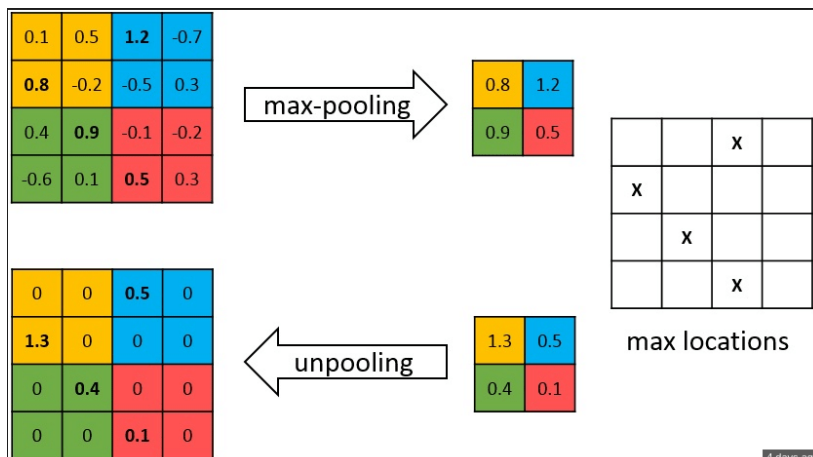 0.1 0.5 1.2 -0.7
0.8 -0.2 -0.5 0.3
0.4 0.9 -0.1 -0.2
-0.6 0.1 0.5 0.3
max-pooling
0.8 1.2
0.9 0.5
X
X
X
X
max locations
0 0 0.5 0
1.3 0 0 0
0 0.4 0 0
0 0 0.1 0
unpooling
1.3 0.5
0.4 0.1